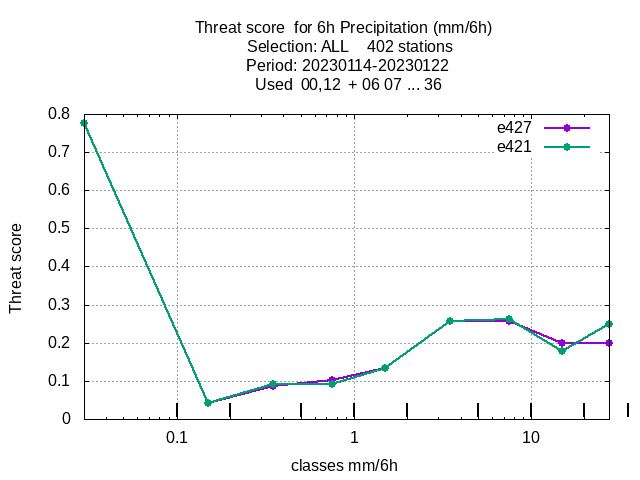 Threat score  for 6h Precipitation (mm/6h)
Selection: ALL    402 stations
Period: 20230114-20230122
Used  00,12  + 06 07 ... 36
e427
e421
0.8
0.7
0.6
0.5
0.4
0.3
0.2
0.1
0
Threat score
0.1
1
10
classes mm/6h